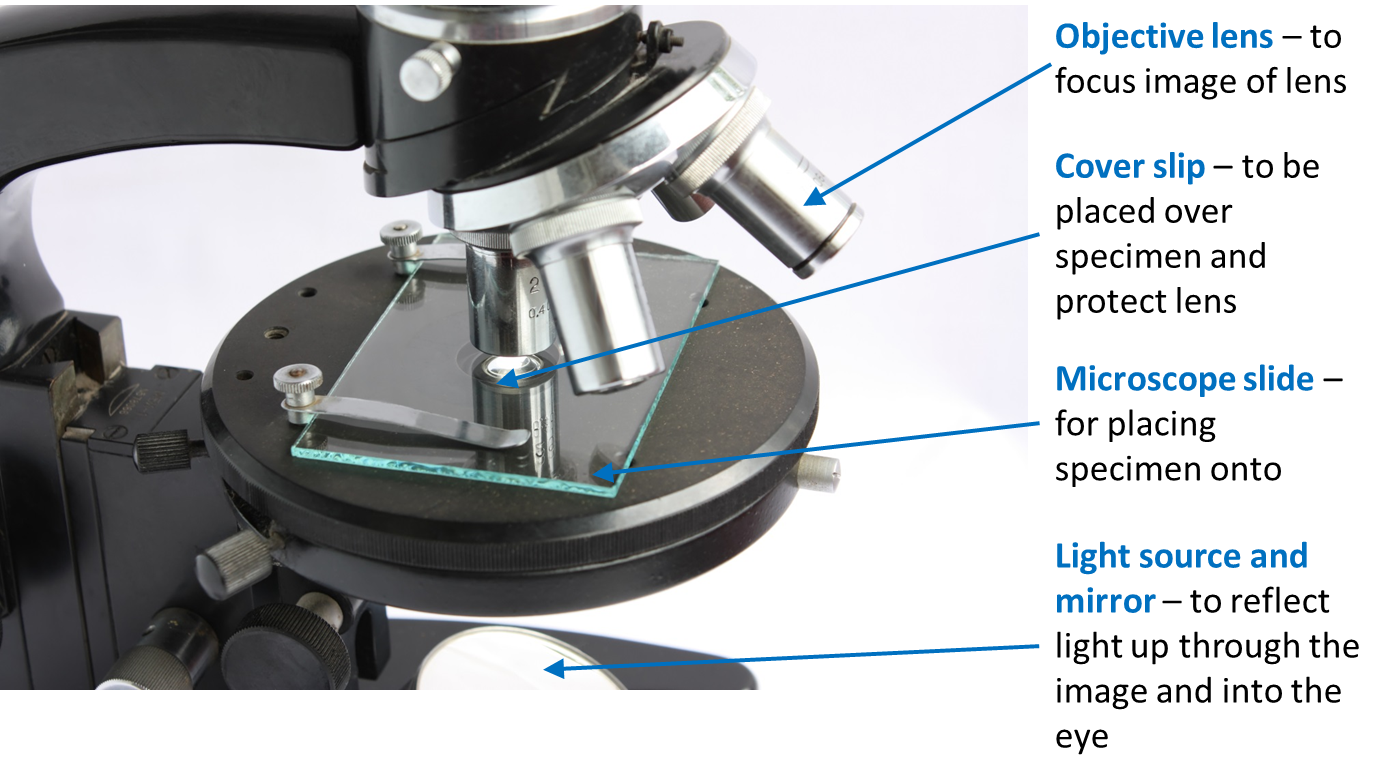 Objective lens – to
focus image of lens
Cover slip – to be
placed over
specimen and
protect lens
Microscope slide –
for placing
specimen onto
Light source and
mirror – to reflect
light up through the
image and into the
eye
2